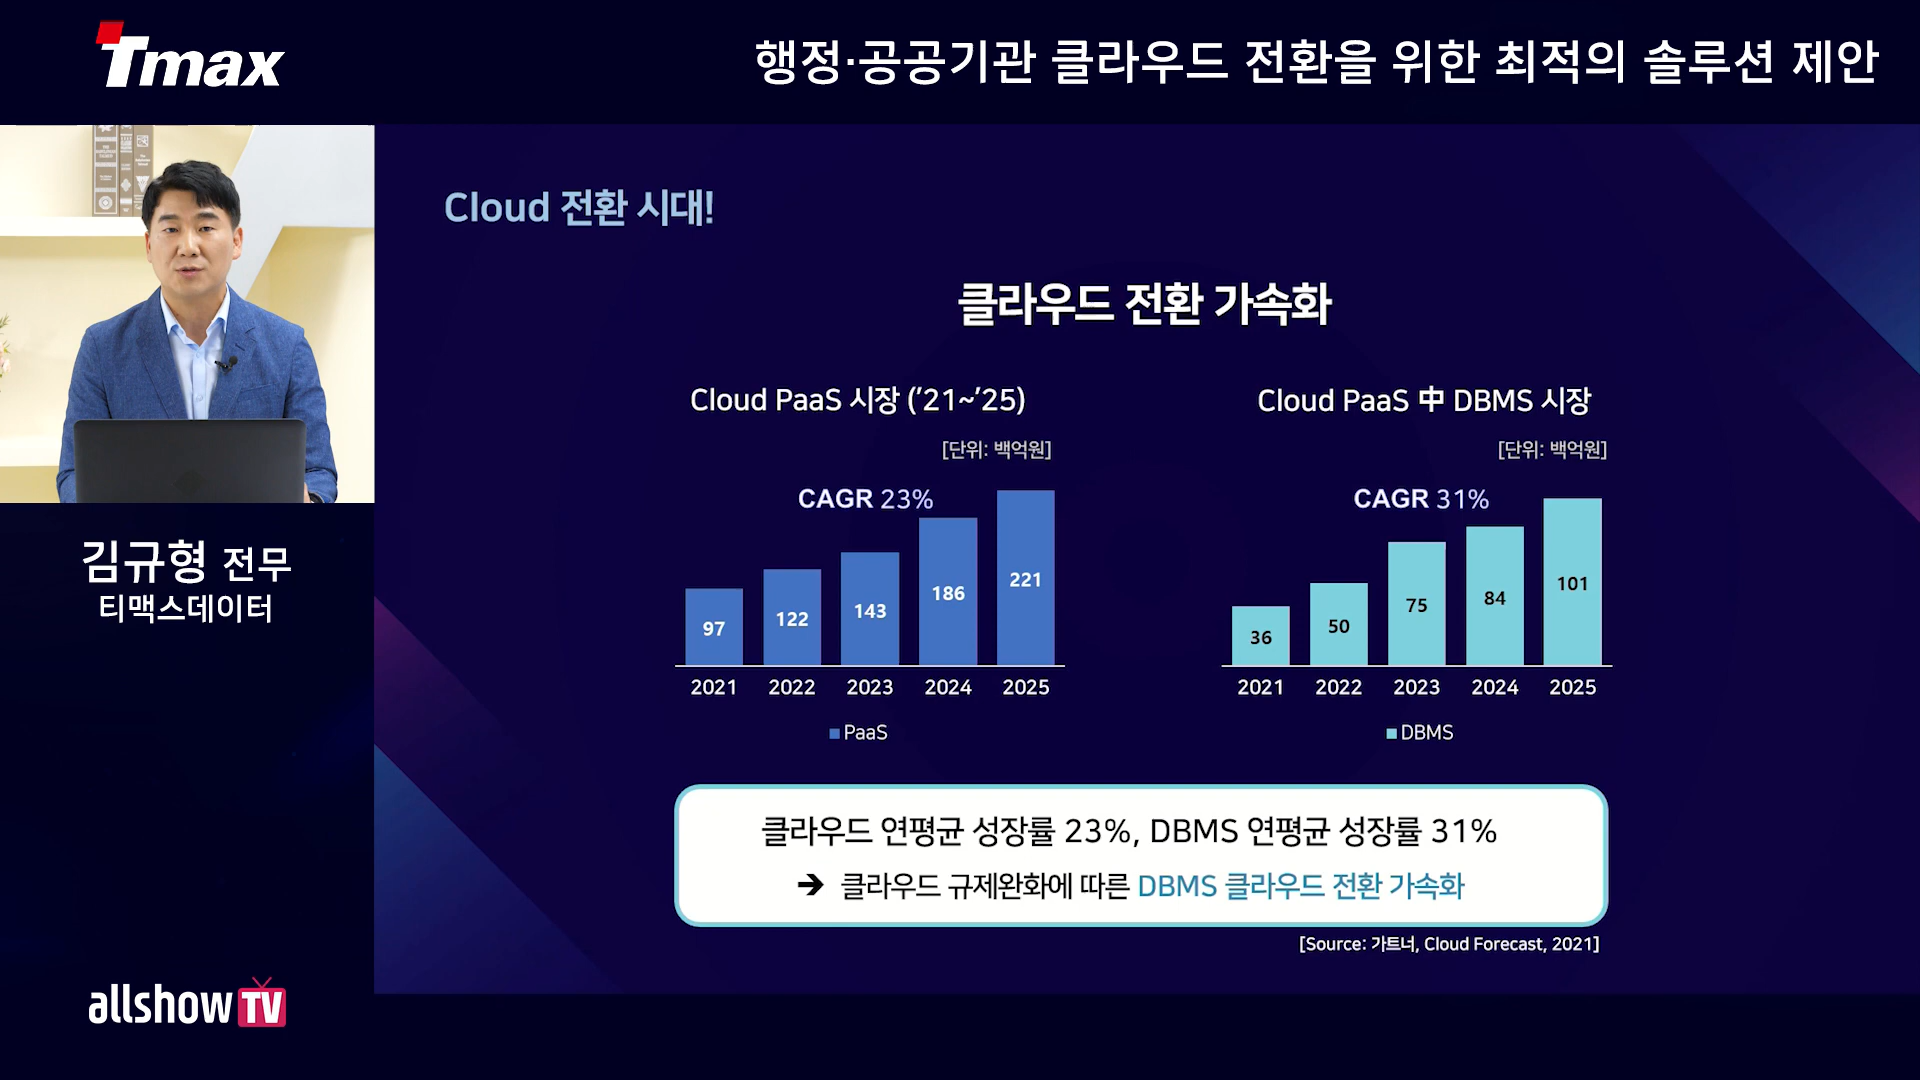 Tmax
행정·공공기관 클라우드 전환을 위한 최적의 솔루션 제안
Cloud 전환 시대!
클라우드 전환 가속화
Cloud PaaS 시장 (’21~’25)
[단위: 백억원]
CAGR 23%
97 122 143 186 221
2021 2022 2023 2024 2025
PaaS
Cloud PaaS 中 DBMS 시장
[단위: 백억원]
CAGR 31%
36 50 75 84 101
2021 2022 2023 2024 2025
DBMS
클라우드 연평균 성장률 23%, DBMS 연평균 성장률 31%
➔ 클라우드 규제완화에 따른 DBMS 클라우드 전환 가속화
[Source: 가트너, Cloud Forecast, 2021]
김규형 전무
티맥스데이터
allshow TV